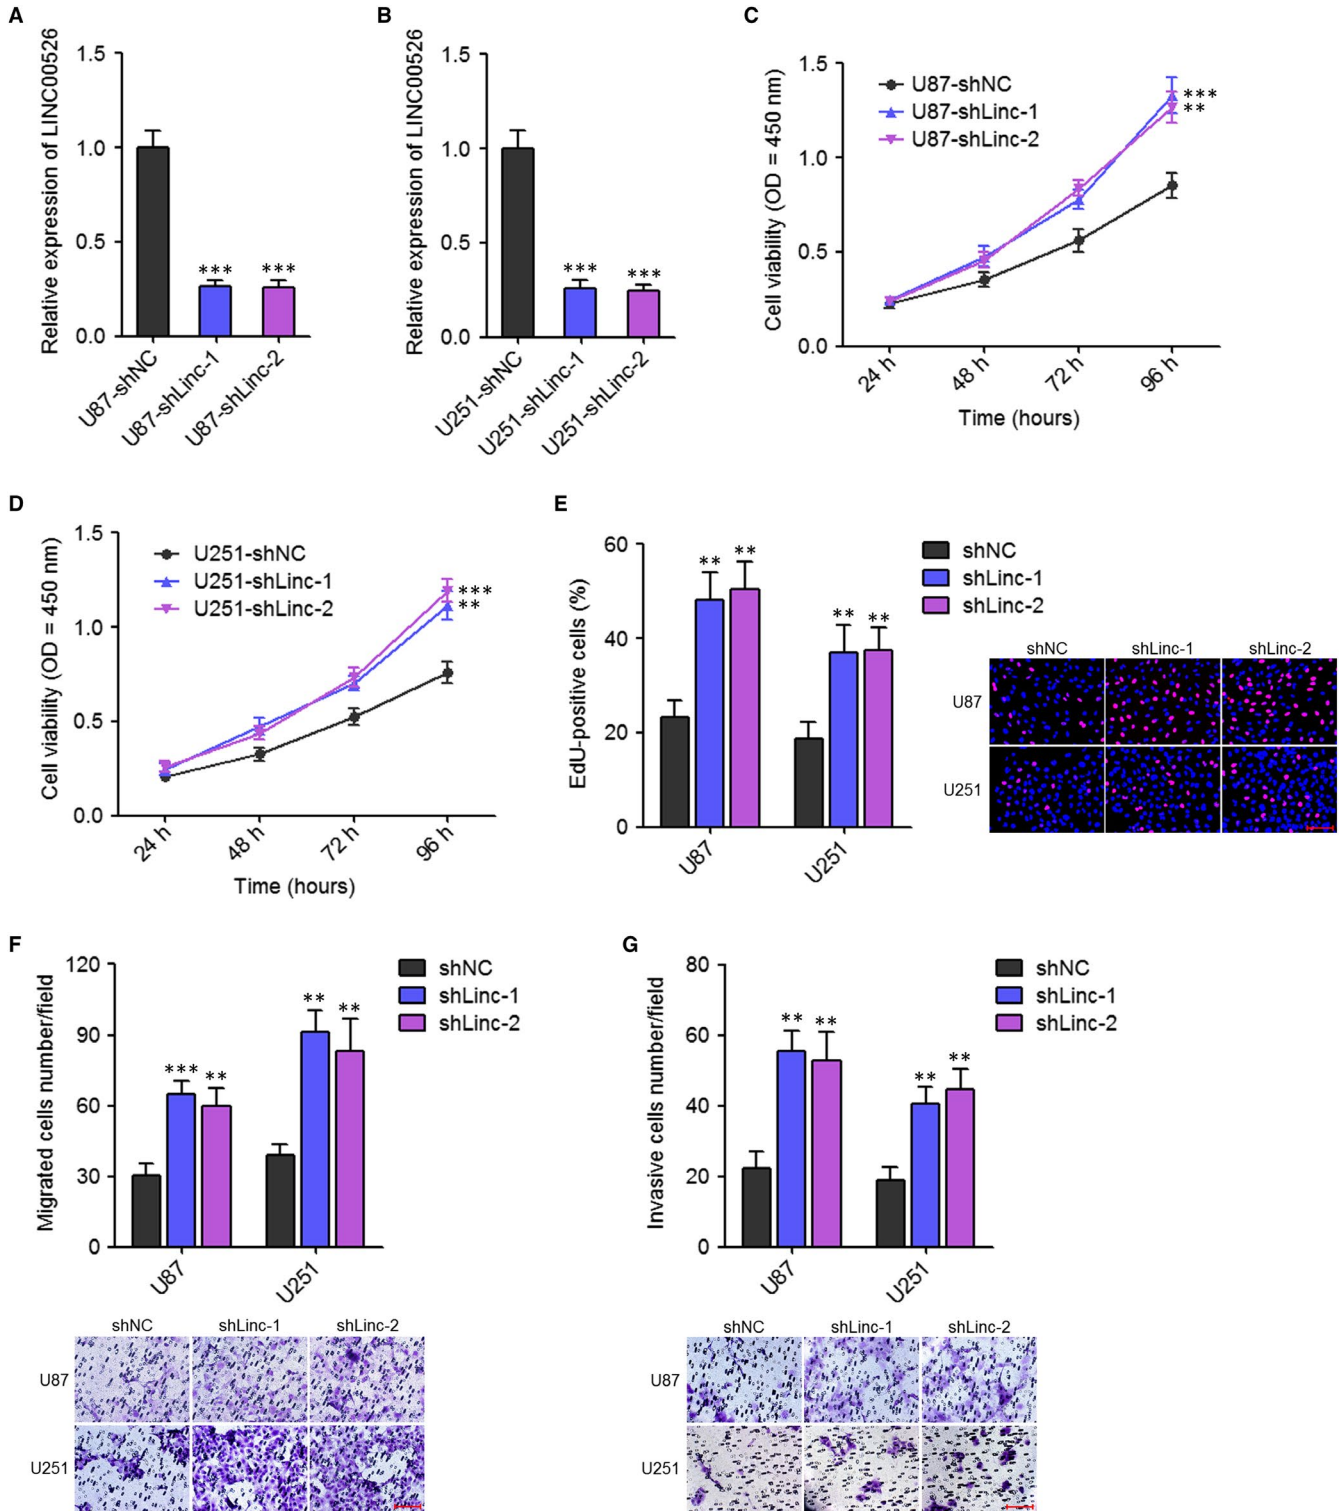 A
Relative expression of LINC00526
1.5
1.0
0.5
0.0
***
***
U87-shNC
U87-shLinc-1
U87-shLinc-2
B
Relative expression of LINC00526
1.5
1.0
0.5
0.0
***
***
U251-shNC
U251-shLinc-1
U251-shLinc-2
C
Cell viability (OD = 450 nm)
1.5
1.0
0.5
0.0
U87-shNC
U87-shLinc-1
U87-shLinc-2
***
**
24 h
48 h
72 h
96 h
Time (hours)
D
Cell viability (OD = 450 nm)
1.5
1.0
0.5
0.0
U251-shNC
U251-shLinc-1
U251-shLinc-2
***
**
24 h
48 h
72 h
96 h
Time (hours)
E
EdU-positive cells (%)
60
40
20
0
**
**
**
**
U87
U251
shNC
shLinc-1
shLinc-2
shNC
shLinc-1
shLinc-2
U87
U251
F
Migrated cells number/field
120
90
60
30
0
***
**
**
**
U87
U251
shNC
shLinc-1
shLinc-2
shNC
shLinc-1
shLinc-2
U87
U251
G
Invasive cells number/field
80
60
40
20
0
**
**
**
**
U87
U251
shNC
shLinc-1
shLinc-2
shNC
shLinc-1
shLinc-2
U87
U251